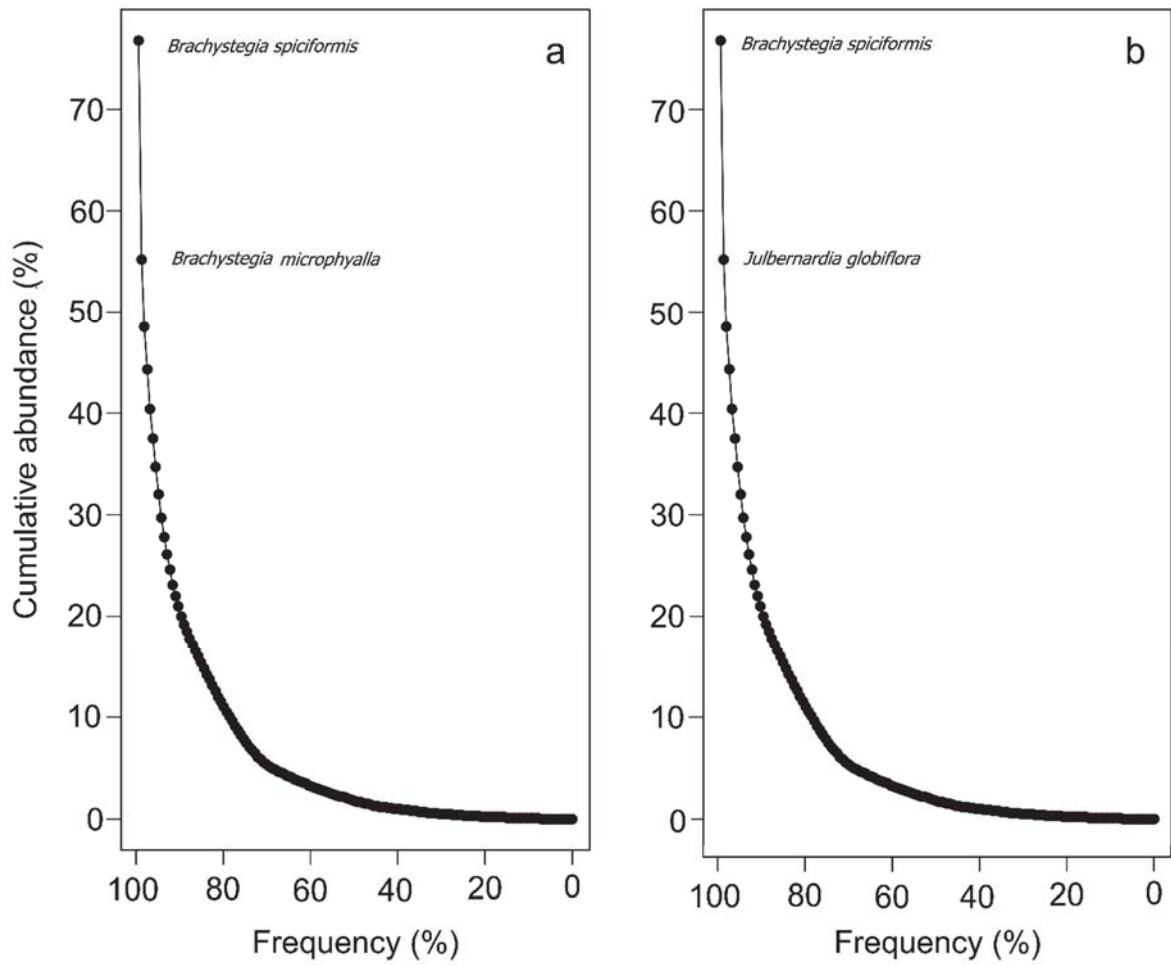 a
Brachystegia spiciformis
Brachystegia microphyalla
Cumulative abundance (%)
70
60
50
40
30
20
10
0
100 80 60 40 20 0
Frequency (%)
b
Brachystegia spiciformis
Julbernardia globiflora
70
60
50
40
30
20
10
0
100 80 60 40 20 0
Frequency (%)